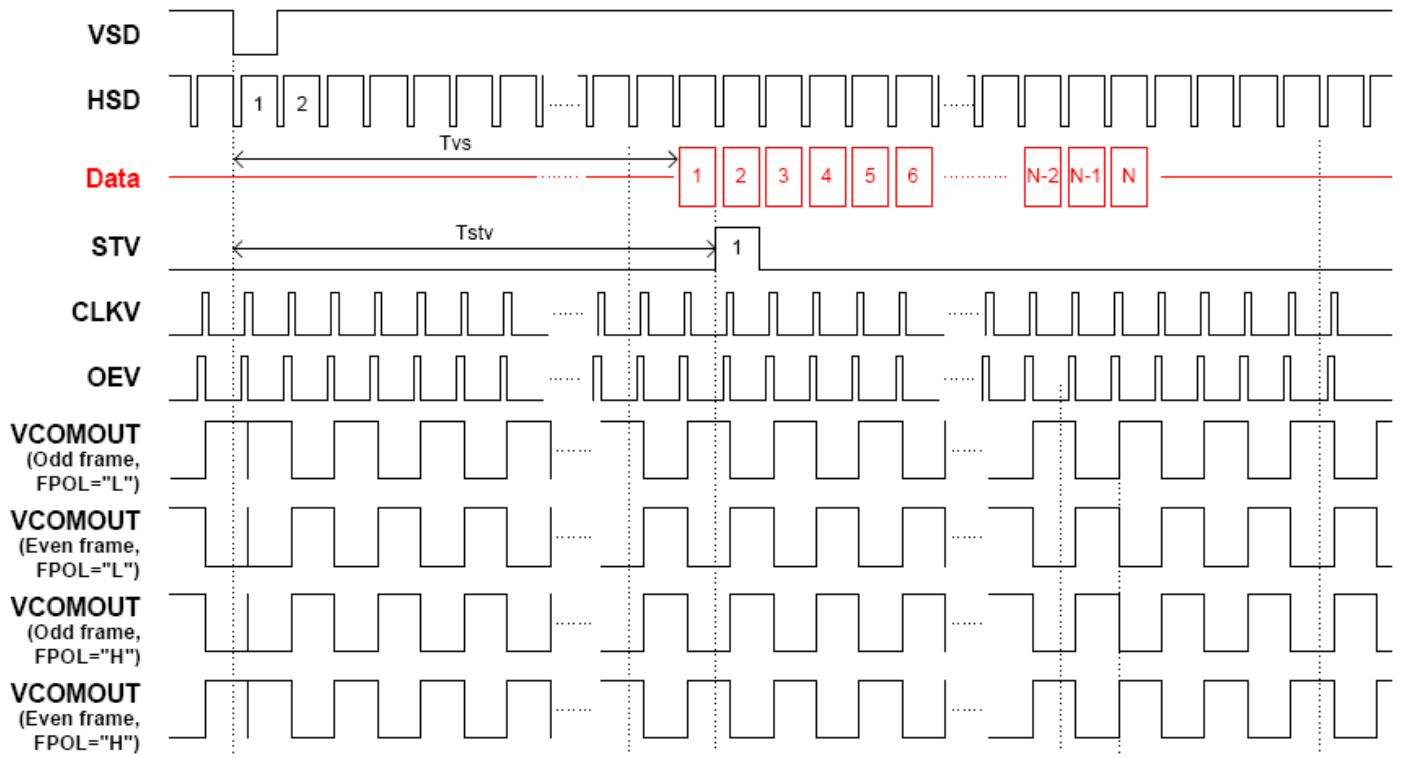 VSD
HSD
1 2
Tvs
Data
1 2 3 4 5 6 N-2 N-1 N
Tstv
STV
1
CLKV
OEV
VCOMOUT
(Odd frame,
FPOL="L")
VCOMOUT
(Even frame,
FPOL="L")
VCOMOUT
(Odd frame,
FPOL="H")
VCOMOUT
(Even frame,
FPOL="H")